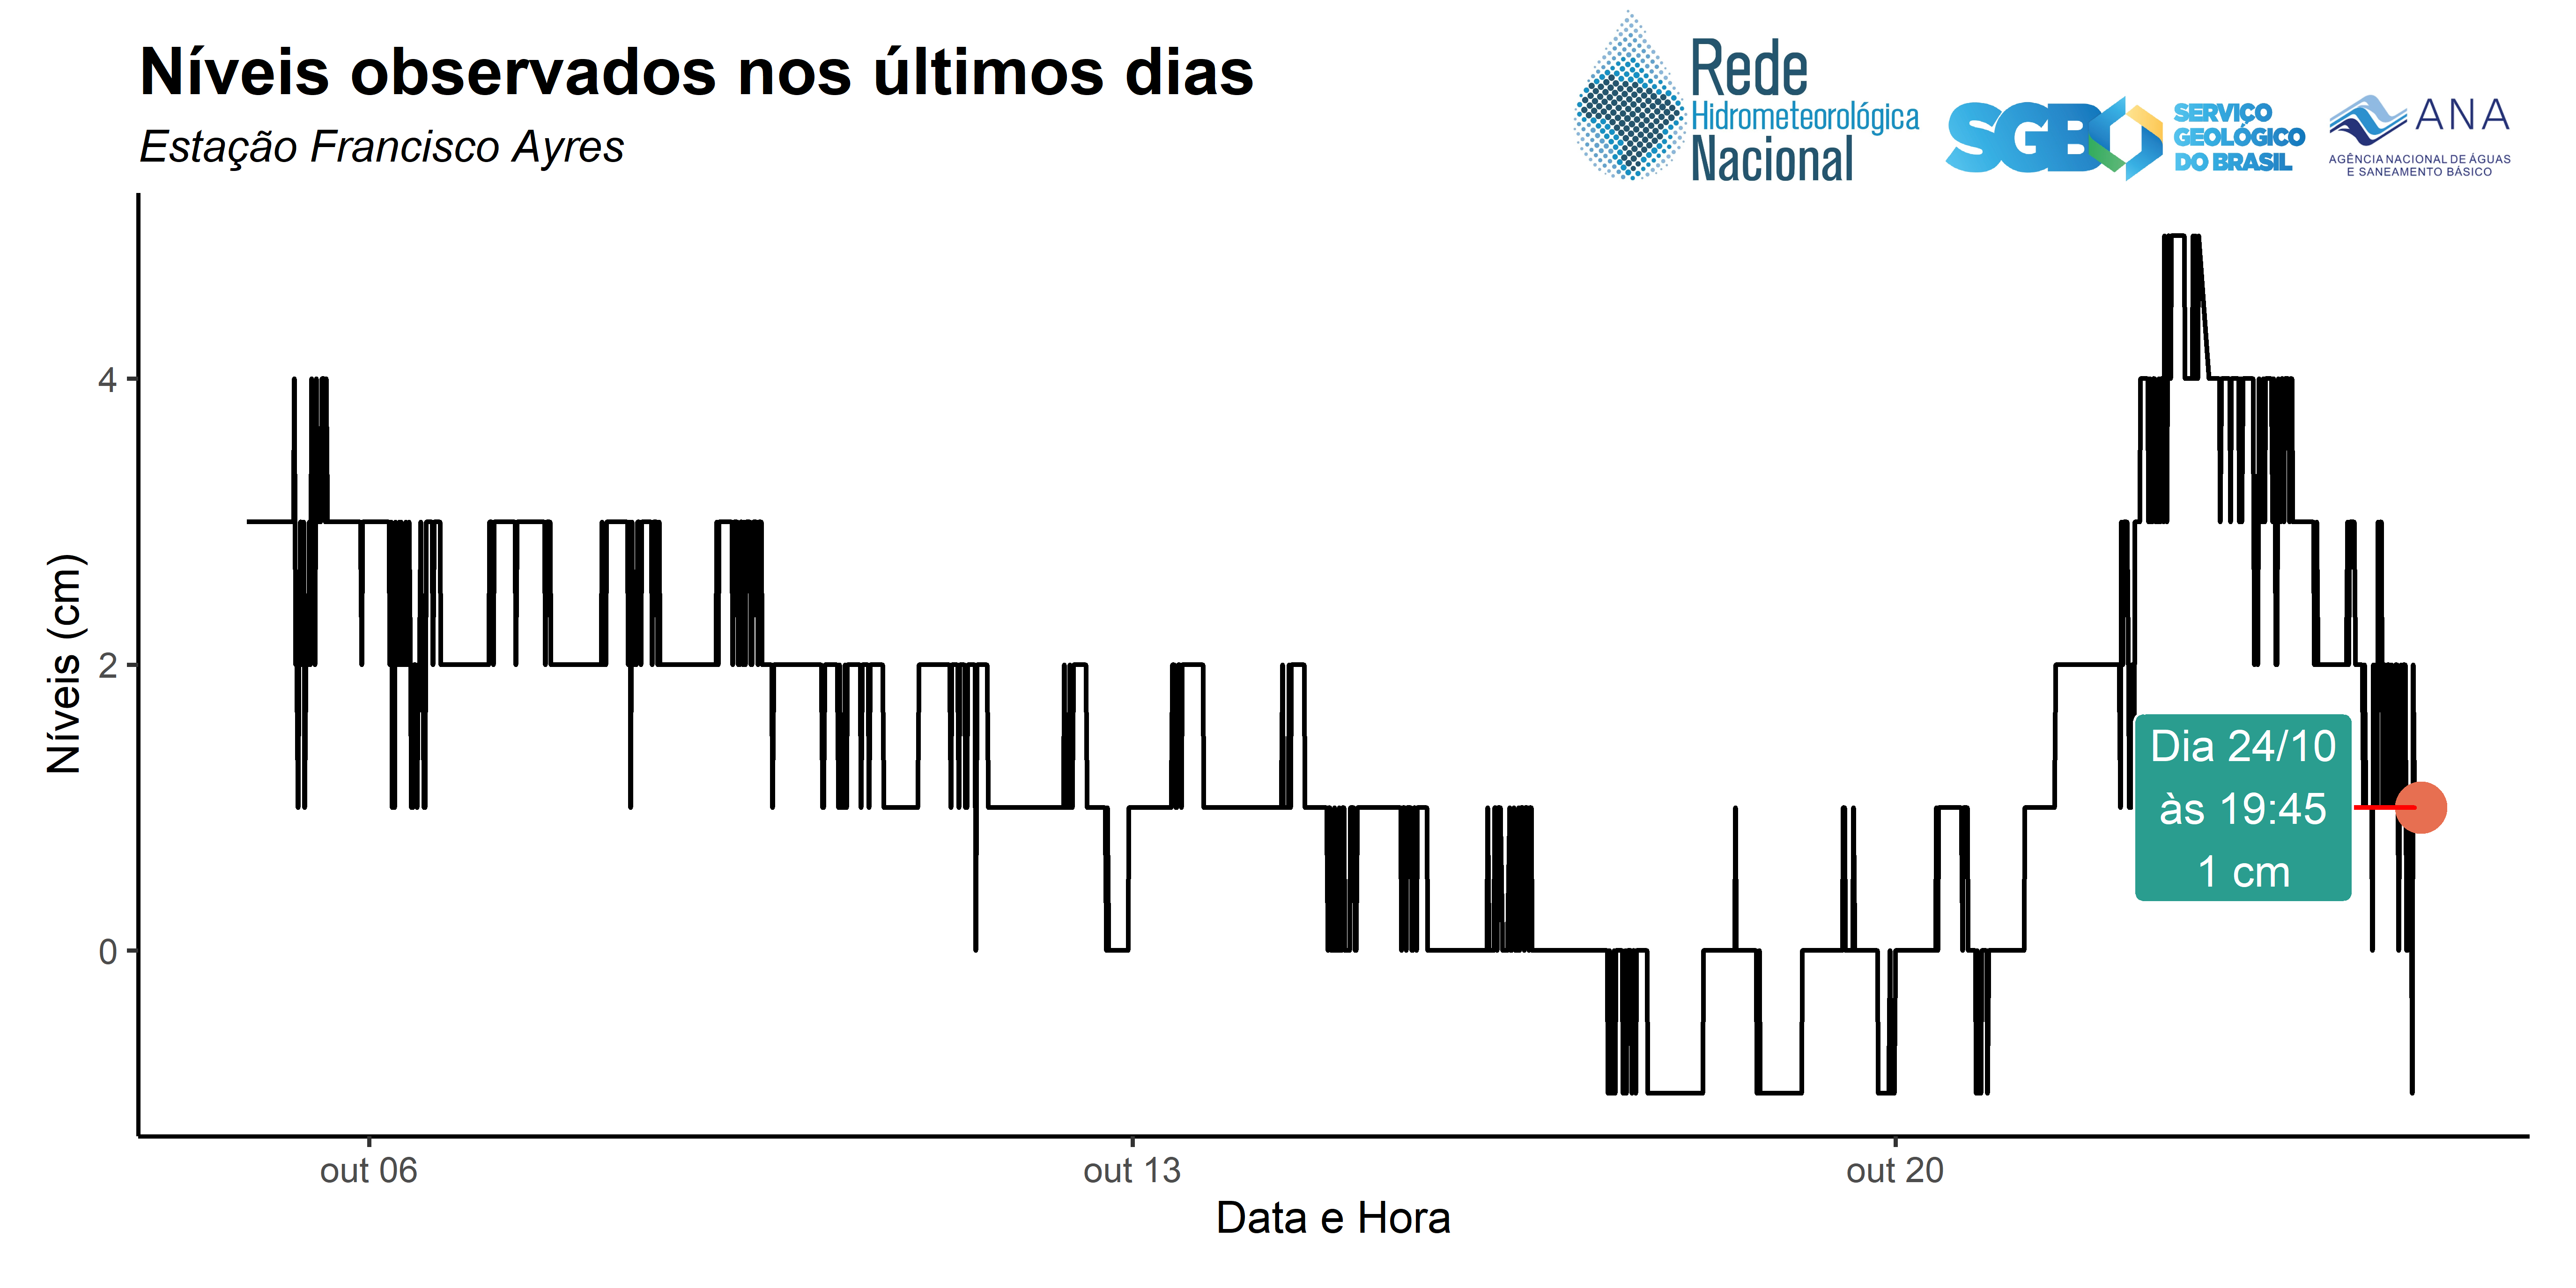 Níveis observados nos últimos dias
Estação Francisco Ayres
Rede
Hidrometeorológica
Nacional
SGB
SERVIÇO
GEOLÓGICO
DO BRASIL
ANA
AGÊNCIA NACIONAL DE ÁGUAS
E SANEAMENTO BÁSICO
Níveis (cm)
4
2
0
Dia 24/10
às 19:45
1 cm
out 06
out 13
out 20
Data e Hora